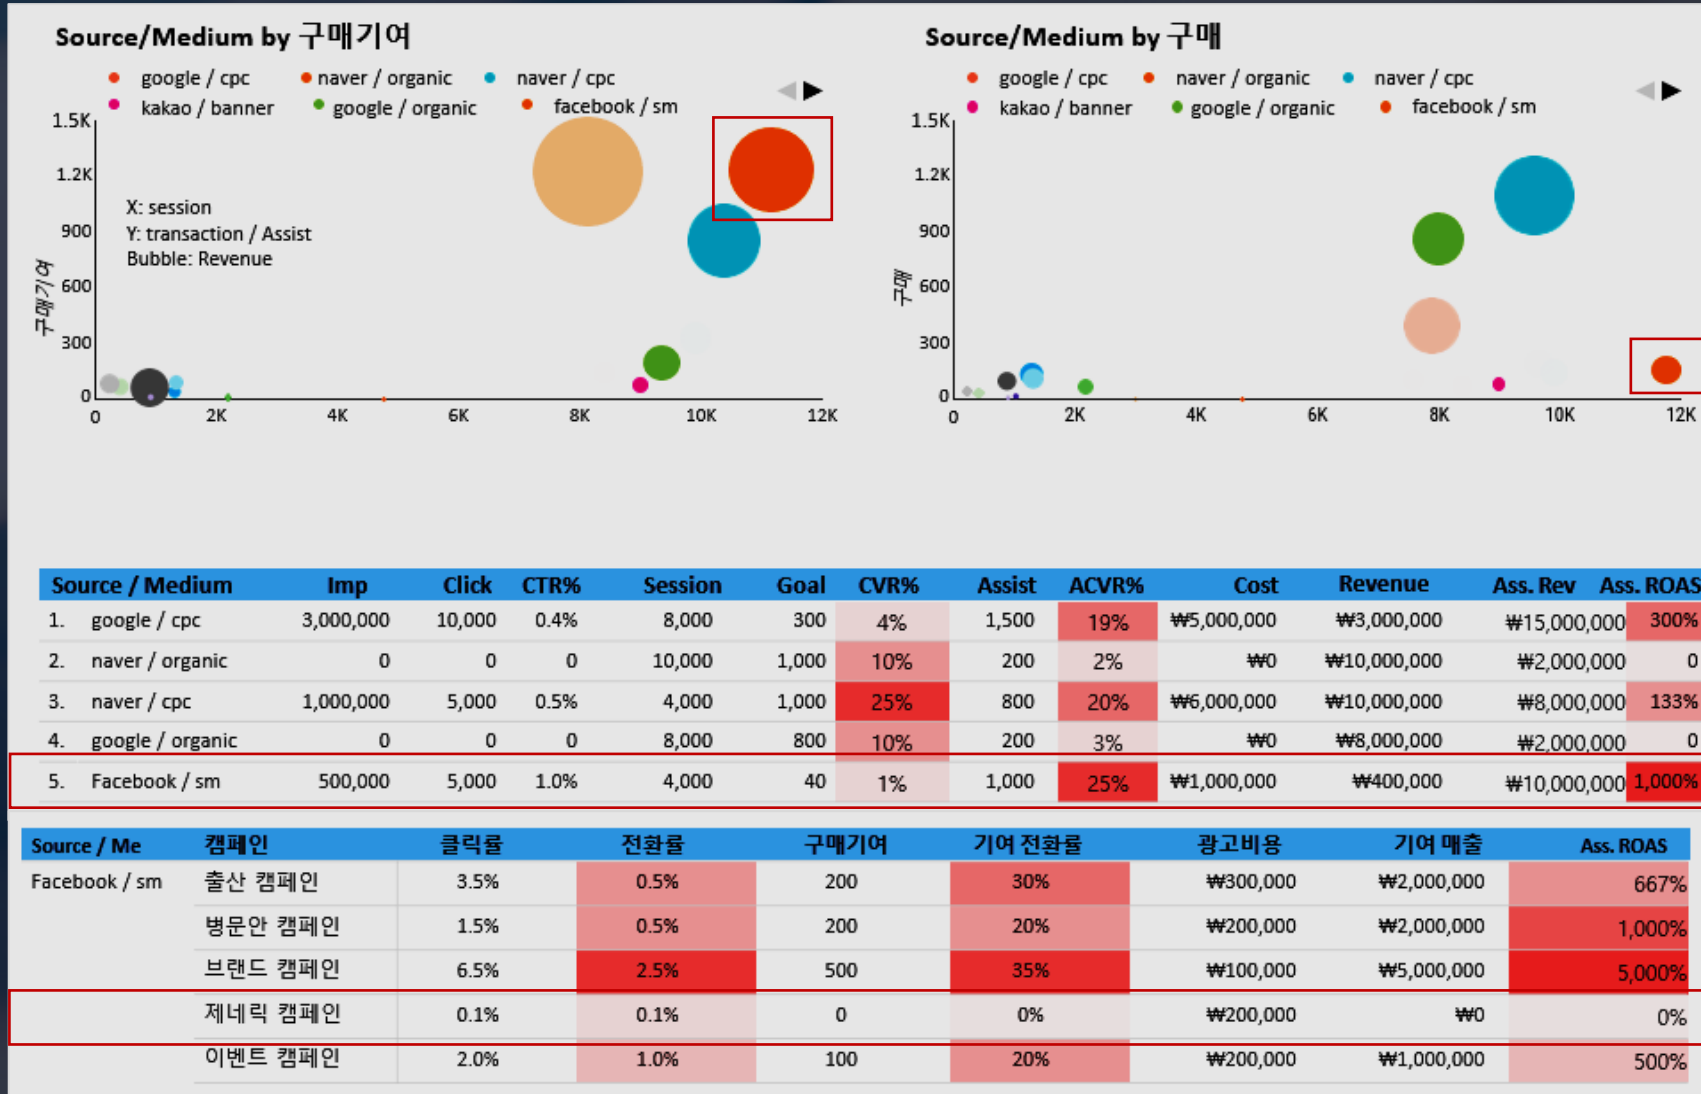 Source/Medium by 구매기여
google / cpc naver / organic naver / cpc
kakao / banner google / organic facebook / sm
1.5K
1.2K
900
600
300
0
구매기여
X: session
Y: transaction / Assist
Bubble: Revenue
0 2K 4K 6K 8K 10K 12K
Source/Medium by 구매
google / cpc naver / organic naver / cpc
kakao / banner google / organic facebook / sm
1.5K
1.2K
900
600
300
0
구매
0 2K 4K 6K 8K 10K 12K
Source / Medium Imp Click CTR% Session Goal CVR% Assist ACVR% Cost Revenue Ass. Rev Ass. ROAS
1. google / cpc 3,000,000 10,000 0.4% 8,000 300 4% 1,500 19% ₩5,000,000 ₩3,000,000 ₩15,000,000 300%
2. naver / organic 0 0 0 10,000 1,000 10% 200 2% ₩0 ₩10,000,000 ₩2,000,000 0
3. naver / cpc 1,000,000 5,000 0.5% 4,000 1,000 25% 800 20% ₩6,000,000 ₩10,000,000 ₩8,000,000 133%
4. google / organic 0 0 0 8,000 800 10% 200 3% ₩0 ₩8,000,000 ₩2,000,000 0
5. Facebook / sm 500,000 5,000 1.0% 4,000 40 1% 1,000 25% ₩1,000,000 ₩400,000 ₩10,000,000 1,000%
Source / Me 캠페인 클릭률 전환률 구매기여 기여 전환률 광고비용 기여 매출 Ass. ROAS
Facebook / sm 출산 캠페인 3.5% 0.5% 200 30% ₩300,000 ₩2,000,000 667%
병문안 캠페인 1.5% 0.5% 200 20% ₩200,000 ₩2,000,000 1,000%
브랜드 캠페인 6.5% 2.5% 500 35% ₩100,000 ₩5,000,000 5,000%
제네릭 캠페인 0.1% 0.1% 0 0% ₩200,000 ₩0 0%
이벤트 캠페인 2.0% 1.0% 100 20% ₩200,000 ₩1,000,000 500%